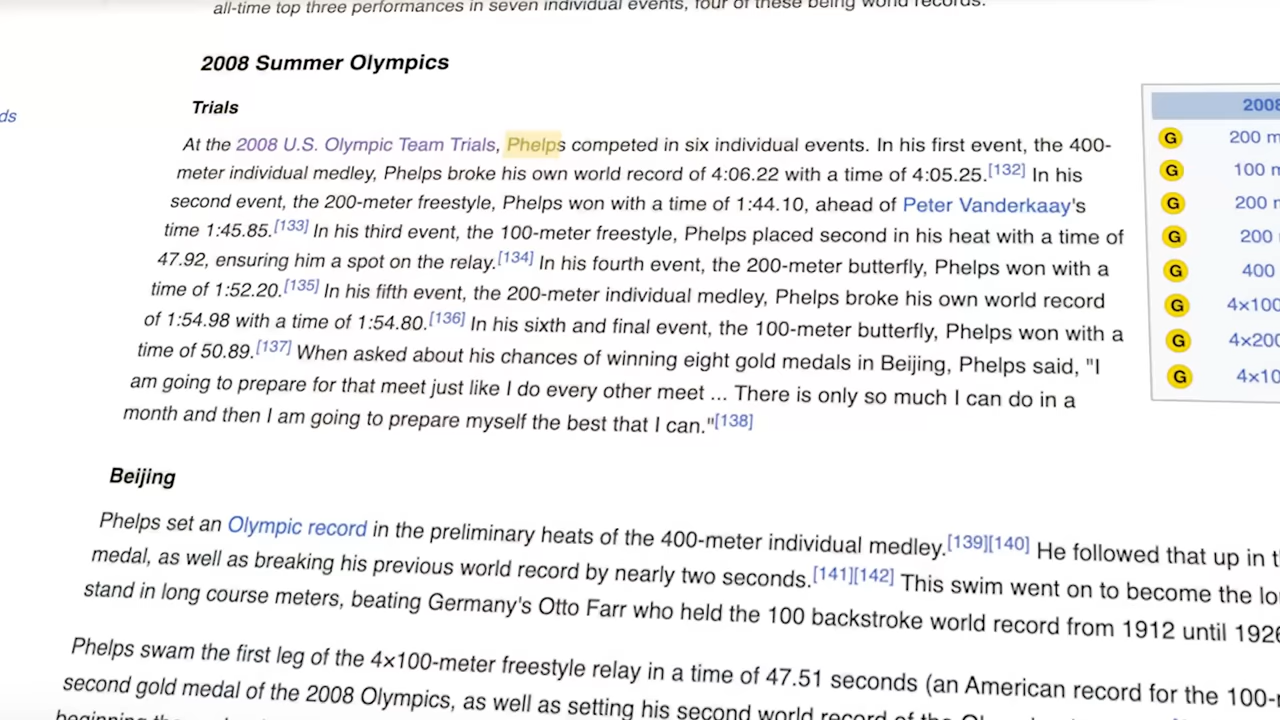 all-time top three performances in seven individual events, four of these being world records.
2008 Summer Olympics
ds
Trials
2008
At the 2008 U.S. Olympic Team Trials, Phelps competed in six individual events. In his first event, the 400-
G 200 m
meter individual medley, Phelps broke his own world record of 4:06.22 with a time of 4:05.25.[132] In his
G 100 m
second event, the 200-meter freestyle, Phelps won with a time of 1:44.10, ahead of Peter Vanderkaay's
G 200 m
time 1:45.85.[133] In his third event, the 100-meter freestyle, Phelps placed second in his heat with a time of
G 200
47.92, ensuring him a spot on the relay.[134] In his fourth event, the 200-meter butterfly, Phelps won with a
G 400
time of 1:52.20.[135] In his fifth event, the 200-meter individual medley, Phelps broke his own world record
G 4×100
of 1:54.98 with a time of 1:54.80.[136] In his sixth and final event, the 100-meter butterfly, Phelps won with a
G 4×200
time of 50.89.[137] When asked about his chances of winning eight gold medals in Beijing, Phelps said, "I
G 4×10
am going to prepare for that meet just like I do every other meet ... There is only so much I can do in a
month and then I am going to prepare myself the best that I can."[138]
Beijing
Phelps set an Olympic record in the preliminary heats of the 400-meter individual medley.[139][140] He followed that up in t
medal, as well as breaking his previous world record by nearly two seconds.[141][142] This swim went on to become the lo
stand in long course meters, beating Germany's Otto Farr who held the 100 backstroke world record from 1912 until 1926
Phelps swam the first leg of the 4×100-meter freestyle relay in a time of 47.51 seconds (an American record for the 100-
second gold medal of the 2008 Olympics, as well as setting his second world record of the
beginning